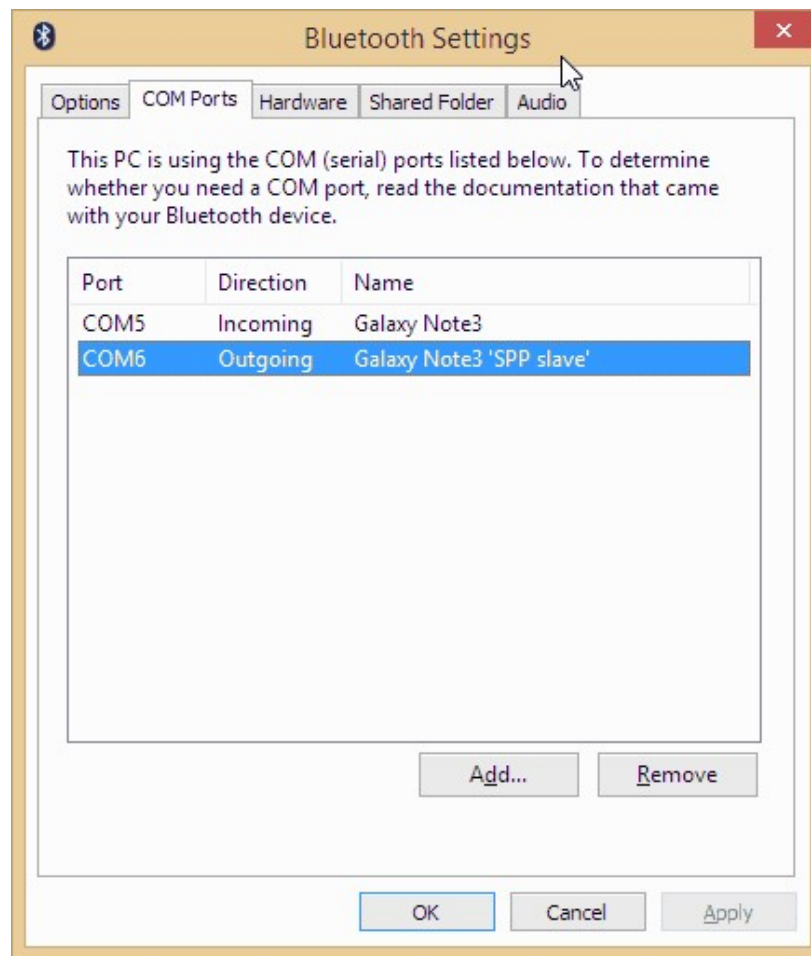 Bluetooth Settings
Options COM Ports Hardware Shared Folder Audio
This PC is using the COM (serial) ports listed below. To determine
whether you need a COM port, read the documentation that came
with your Bluetooth device.
Port Direction Name
COM5 Incoming Galaxy Note3
COM6 Outgoing Galaxy Note3 'SPP slave'
Add... Remove
OK Cancel Apply